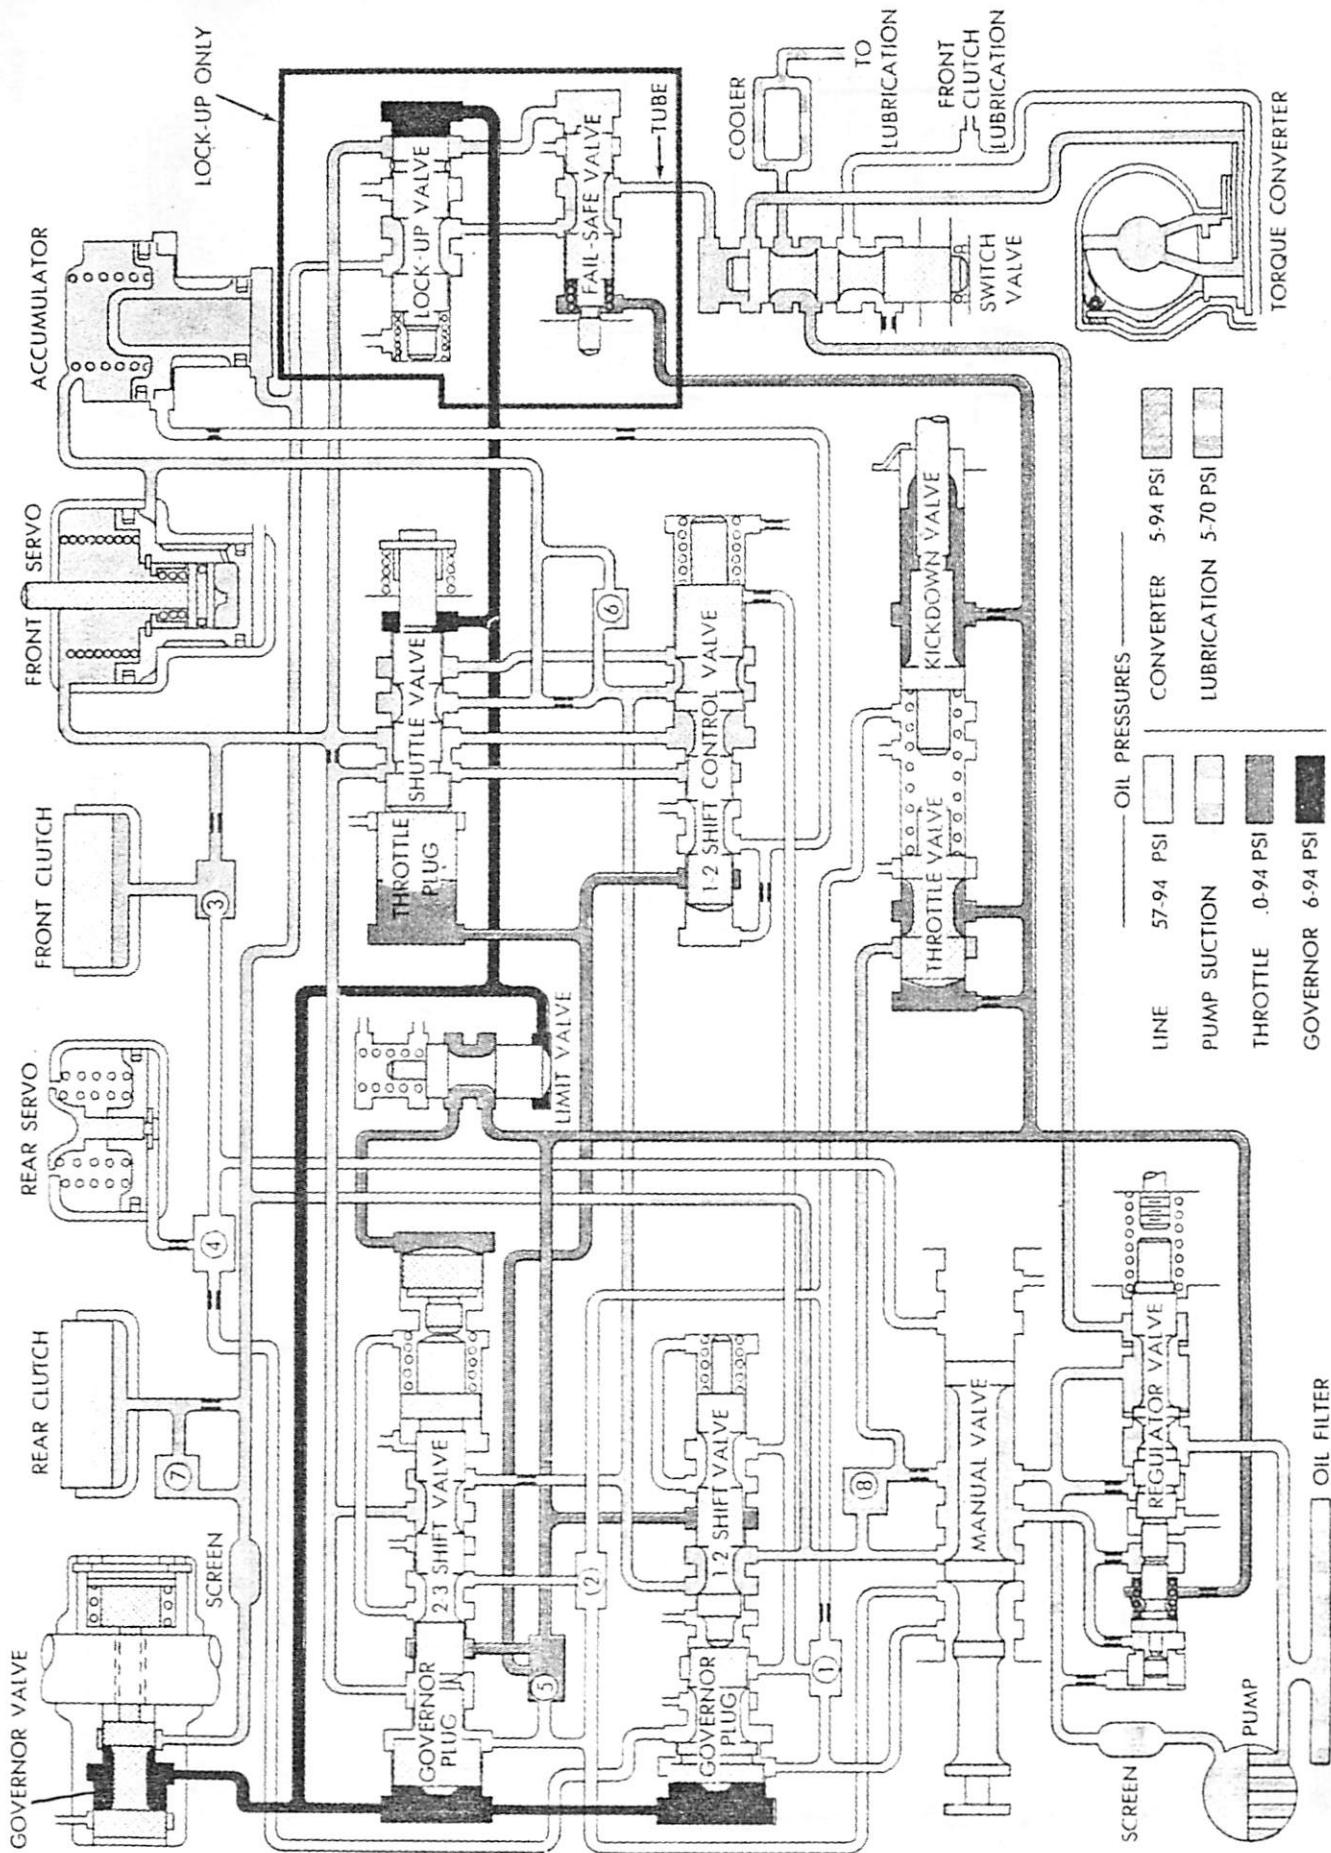 GOVERNOR VALVE
REAR CLUTCH
REAR SERVO
FRONT CLUTCH
FRONT SERVO
ACCUMULATOR
LOCK-UP ONLY
SCREEN
7
4
3
GOVERNOR
PLUG
2-3 SHIFT VALVE
LIMIT VALVE
THROTTLE
PLUG
SHUTTLE VALVE
LOCK-UP VALVE
5
2
6
FAIL-SAFE VALVE
TUBE
GOVERNOR
PLUG
1-2 SHIFT VALVE
1-2 SHIFT CONTROL VALVE
COOLER
TO
LUBRICATION
1
8
FRONT
CLUTCH
LUBRICATION
SWITCH
VALVE
MANUAL VALVE
THROTTLE VALVE
KICKDOWN VALVE
TORQUE CONVERTER
SCREEN
REGULATOR VALVE
PUMP
OIL FILTER
OIL PRESSURES
LINE 57-94 PSI
PUMP SUCTION
THROTTLE .0-94 PSI
GOVERNOR 6-94 PSI
CONVERTER 5-94 PSI
LUBRICATION 5-70 PSI